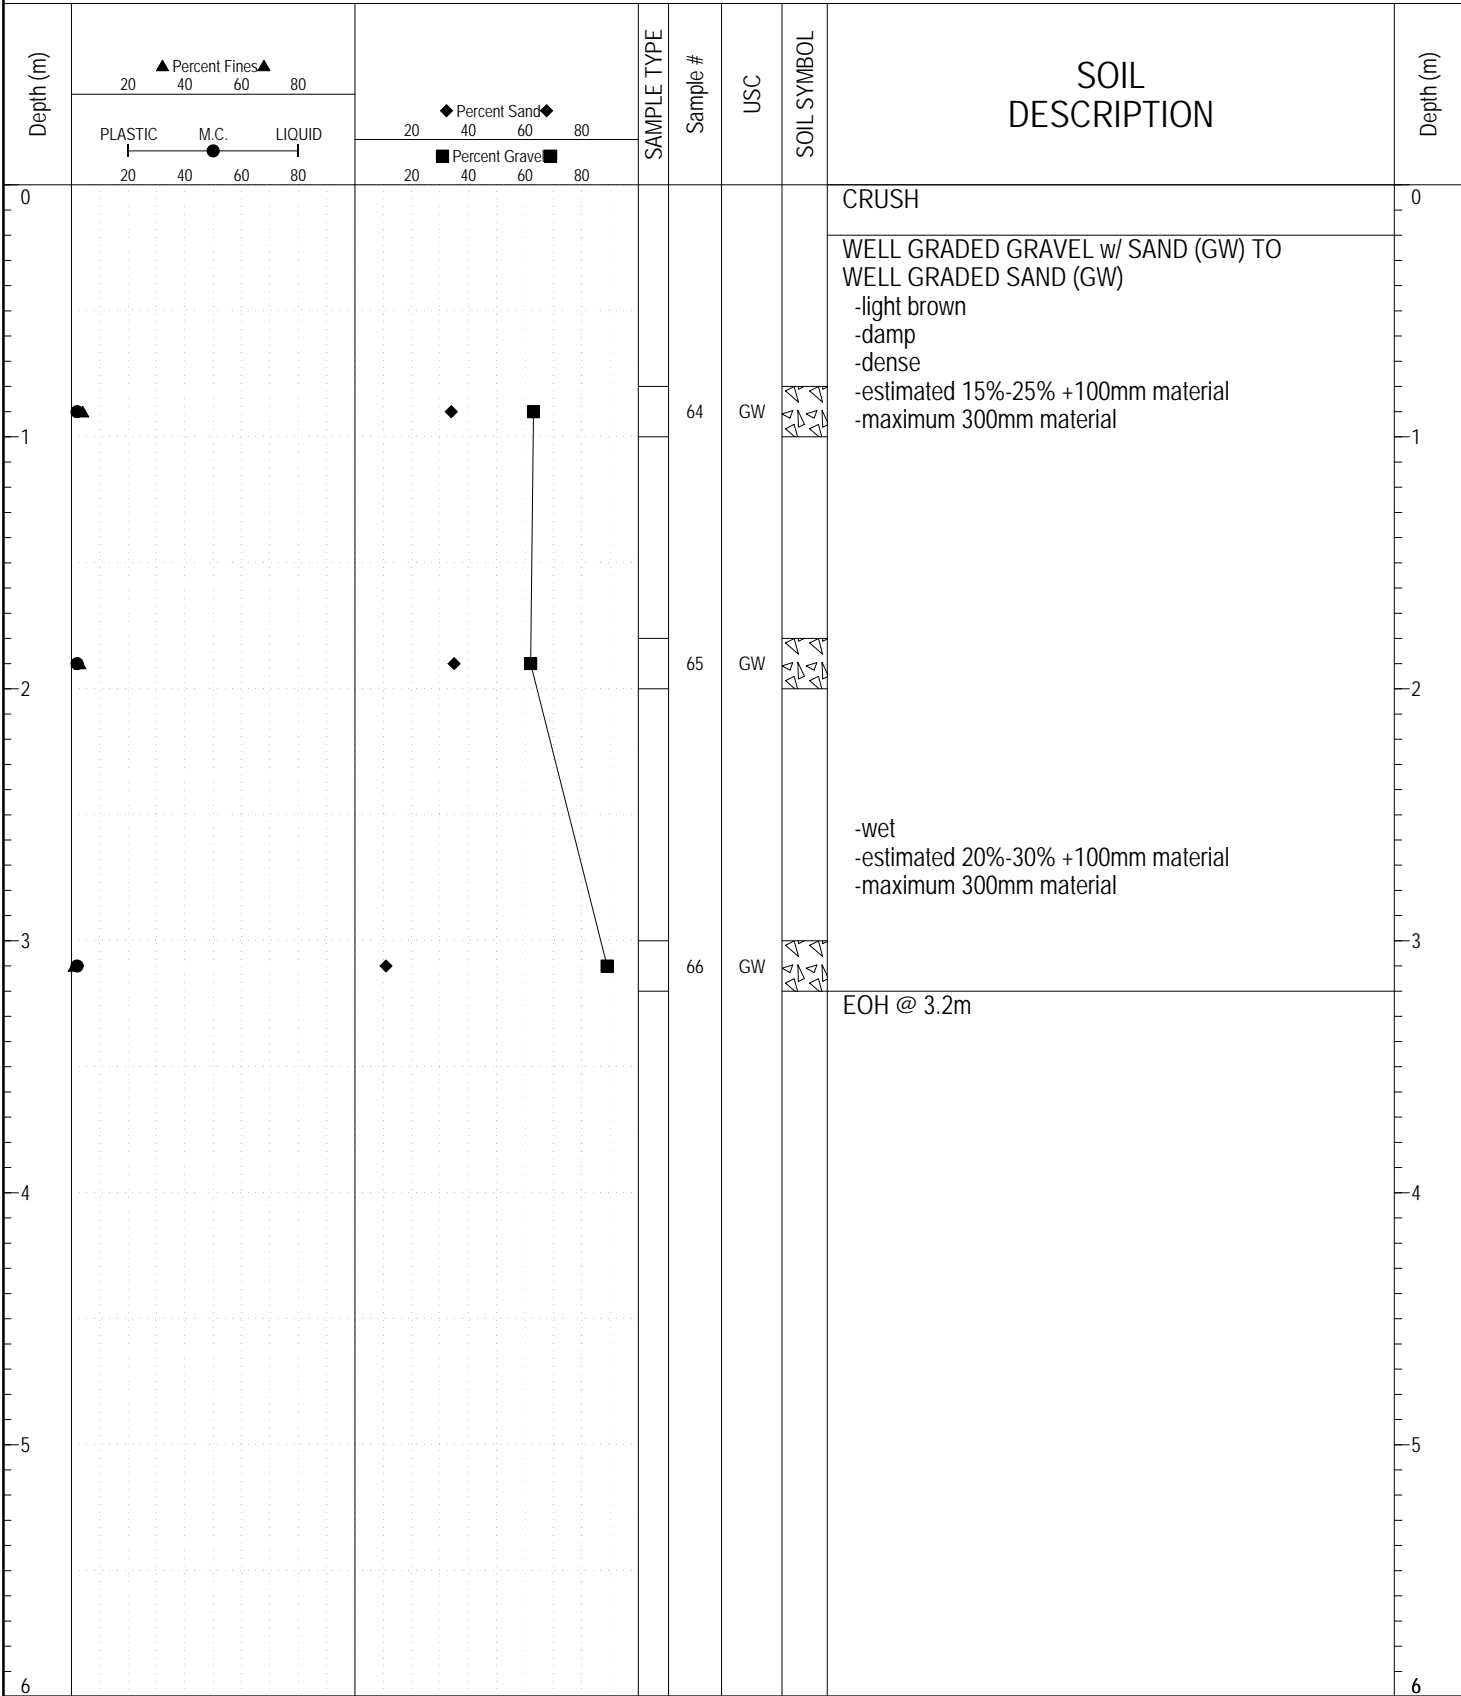 Depth (m)
▲ Percent Fines ▲
20 40 60 80
PLASTIC M.C. LIQUID
20 40 60 80
◆ Percent Sand ◆
20 40 60 80
■ Percent Gravel ■
20 40 60 80
SAMPLE TYPE
Sample #
USC
SOIL SYMBOL
SOIL
DESCRIPTION
Depth (m)
0 CRUSH 0
WELL GRADED GRAVEL w/ SAND (GW) TO
WELL GRADED SAND (GW)
-light brown
-damp
-dense
-estimated 15%-25% +100mm material
64 GW
-maximum 300mm material
1 1
65 GW
2 2
-wet
-estimated 20%-30% +100mm material
-maximum 300mm material
3 3
66 GW
EOH @ 3.2m
4 4
5 5
6 6